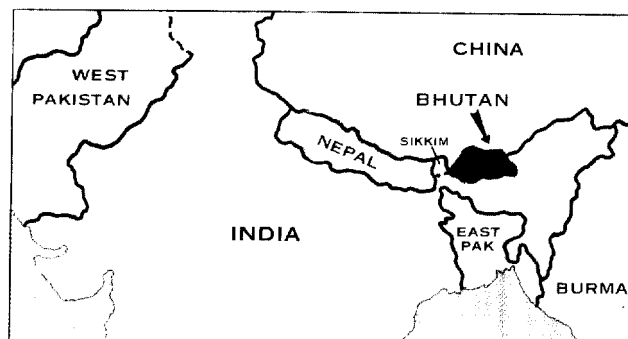 CHINA
WEST
PAKISTAN
BHUTAN
SIKKIM
NEPAL
INDIA
EAST
PAK
BURMA